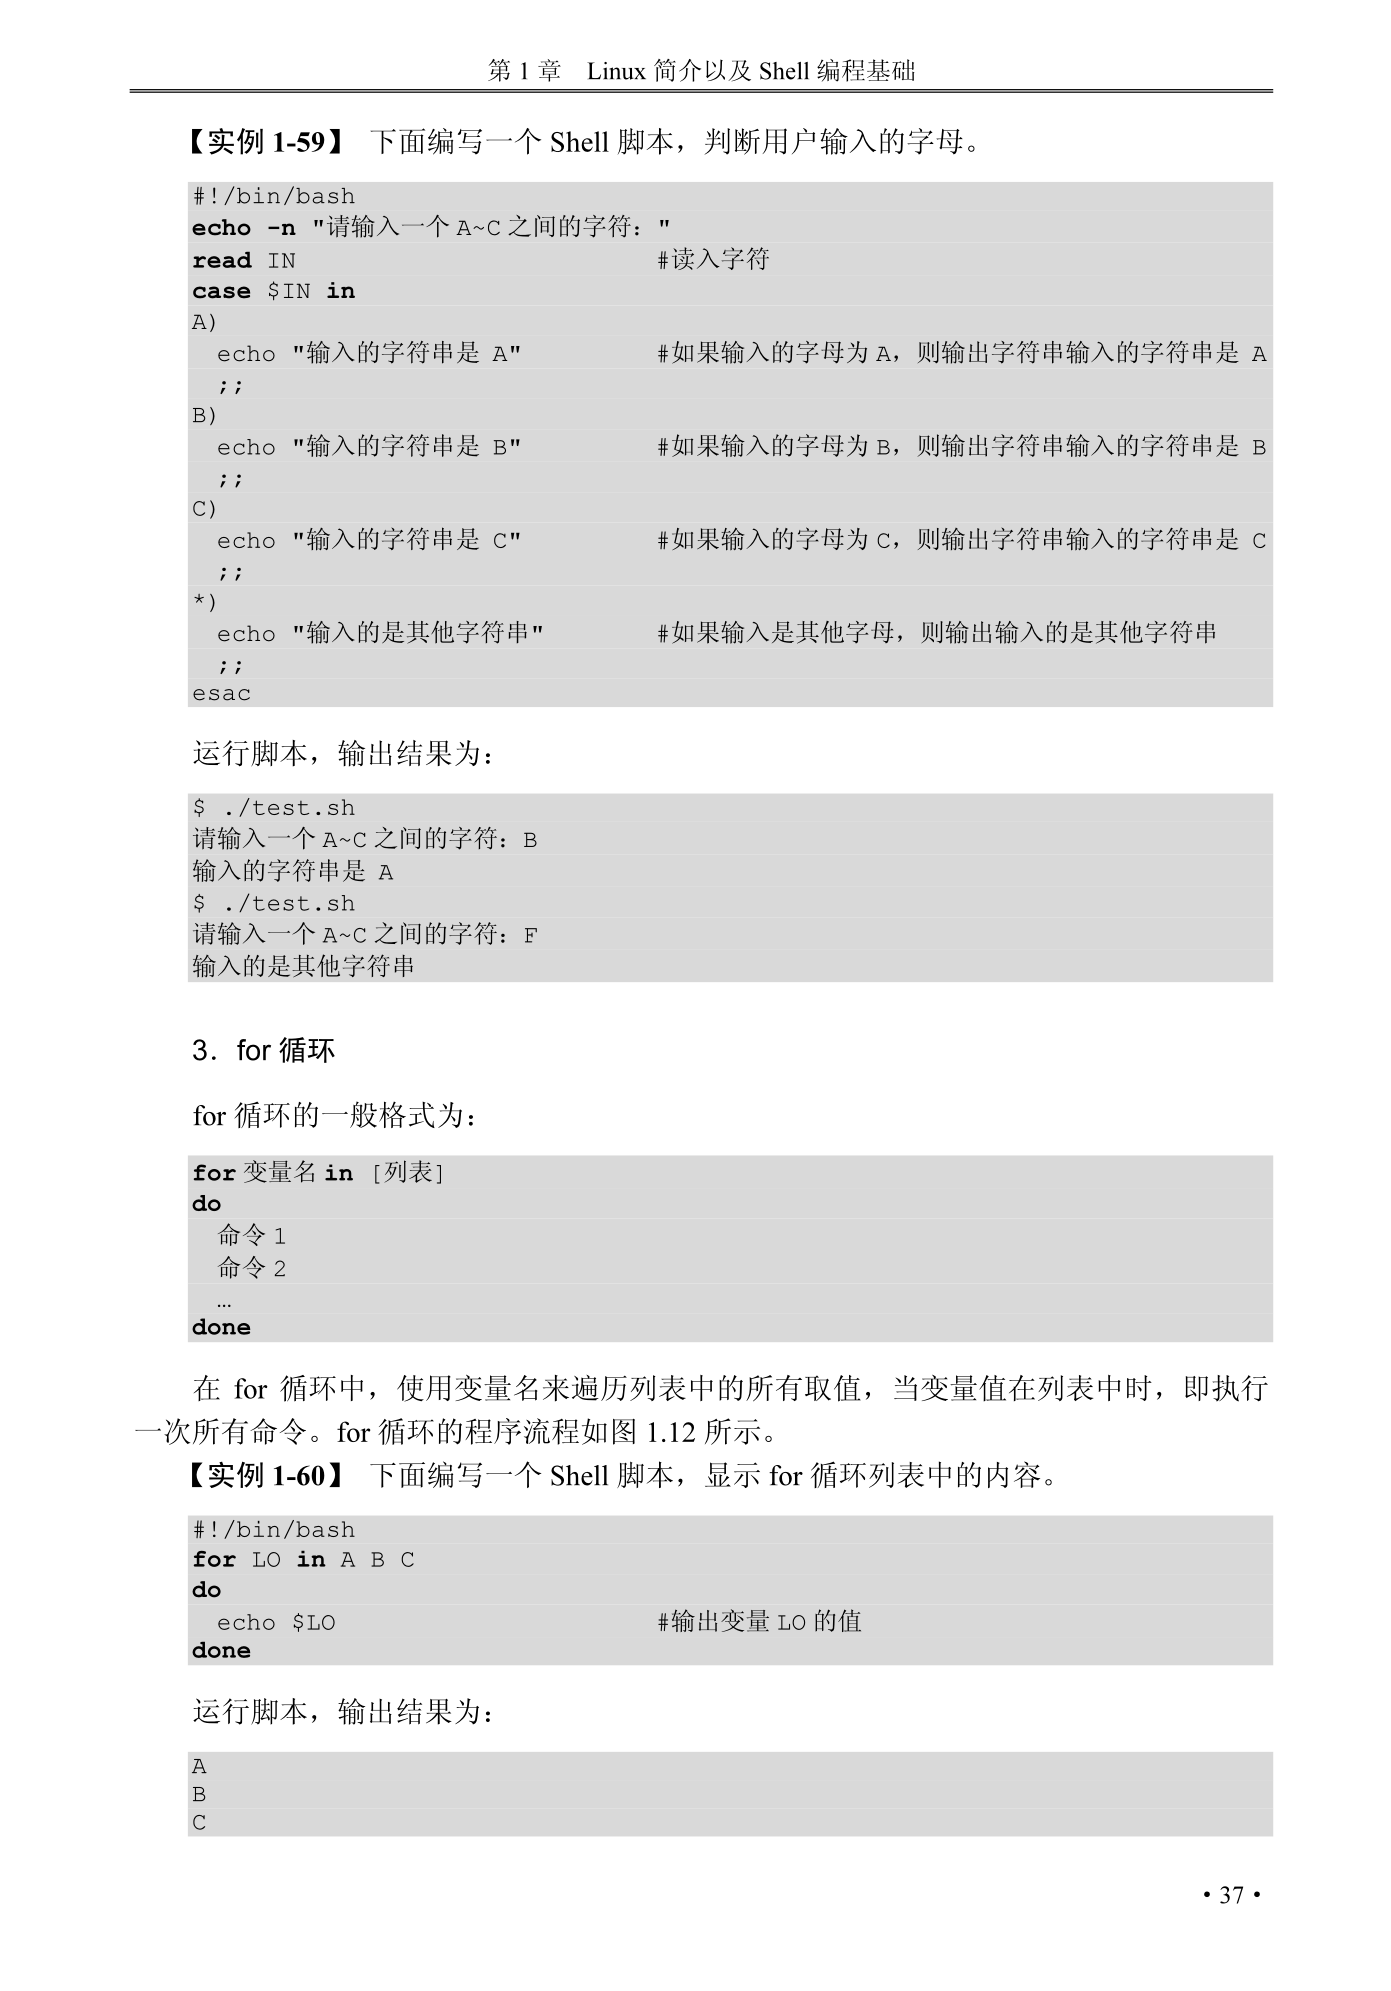 第 1 章　Linux 简介以及 Shell 编程基础
【实例 1-59】 下面编写一个 Shell 脚本，判断用户输入的字母。
#!/bin/bash
echo -n "请输入一个 A~C 之间的字符："
read IN #读入字符
case $IN in
A)
echo "输入的字符串是 A" #如果输入的字母为 A，则输出字符串输入的字符串是 A
;;
B)
echo "输入的字符串是 B" #如果输入的字母为 B，则输出字符串输入的字符串是 B
;;
C)
echo "输入的字符串是 C" #如果输入的字母为 C，则输出字符串输入的字符串是 C
;;
*)
echo "输入的是其他字符串" #如果输入是其他字母，则输出输入的是其他字符串
;;
esac
运行脚本，输出结果为：
$ ./test.sh
请输入一个 A~C 之间的字符：B
输入的字符串是 A
$ ./test.sh
请输入一个 A~C 之间的字符：F
输入的是其他字符串
3．for 循环
for 循环的一般格式为：
for 变量名 in [列表]
do
命令 1
命令 2
…
done
在 for 循环中，使用变量名来遍历列表中的所有取值，当变量值在列表中时，即执行
一次所有命令。for 循环的程序流程如图 1.12 所示。
【实例 1-60】 下面编写一个 Shell 脚本，显示 for 循环列表中的内容。
#!/bin/bash
for LO in A B C
do
echo $LO #输出变量 LO 的值
done
运行脚本，输出结果为：
A
B
C
·37·